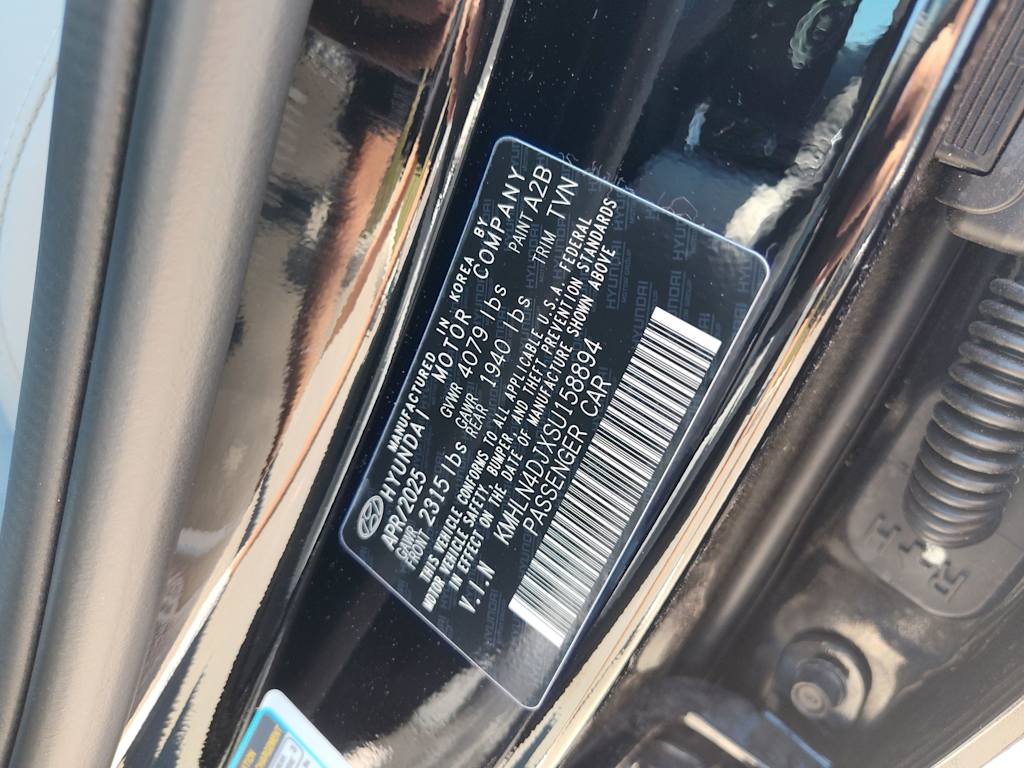 MANUFACTURED IN KOREA BY
HYUNDAI MOTOR COMPANY
APR/2025 GVWR 4079 lbs PAINT A2B
GAWR FRONT 2315 lbs GAWR REAR 1940 lbs TRIM TVN
THIS VEHICLE CONFORMS TO ALL APPLICABLE U.S.A. FEDERAL
MOTOR VEHICLE SAFETY, BUMPER, AND THEFT PREVENTION STANDARDS
IN EFFECT ON THE DATE OF MANUFACTURE SHOWN ABOVE
V.I.N KMHLN4DJXSU158894
PASSENGER CAR
R-H